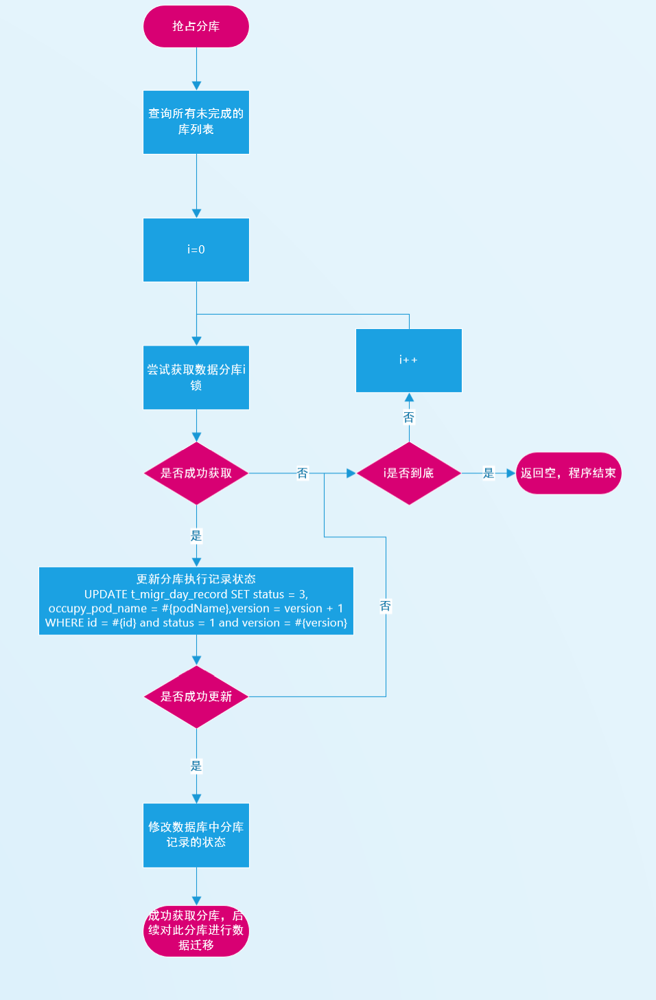 抢占分库
查询所有未完成的
库列表
i=0
尝试获取数据分库i
锁
i++
否
是否成功获取
否
i是否到底
是
返回空，程序结束
是
更新分库执行记录状态
UPDATE t_migr_day_record SET status = 3,
occupy_pod_name = #{podName},version = version + 1
WHERE id = #{id} and status = 1 and version = #{version}
否
是否成功更新
是
修改数据库中分库
记录的状态
成功获取分库，后
续对此分库进行数
据迁移